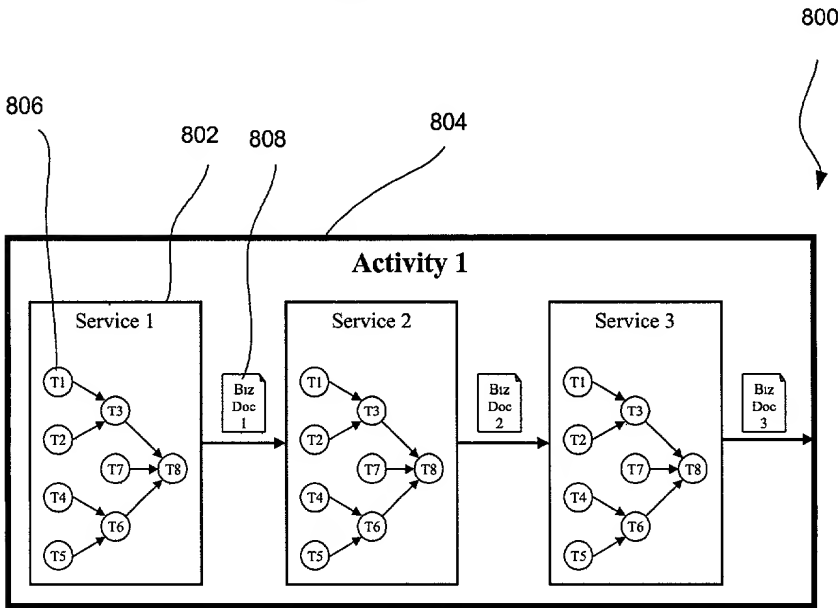 800
806
802
808
804
Activity 1
Service 1
Service 2
Service 3
T1
T2
T3
T7
T8
T4
T6
T5
Biz
Doc
1
T1
T2
T3
T7
T8
T4
T6
T5
Biz
Doc
2
T1
T2
T3
T7
T8
T4
T6
T5
Biz
Doc
3